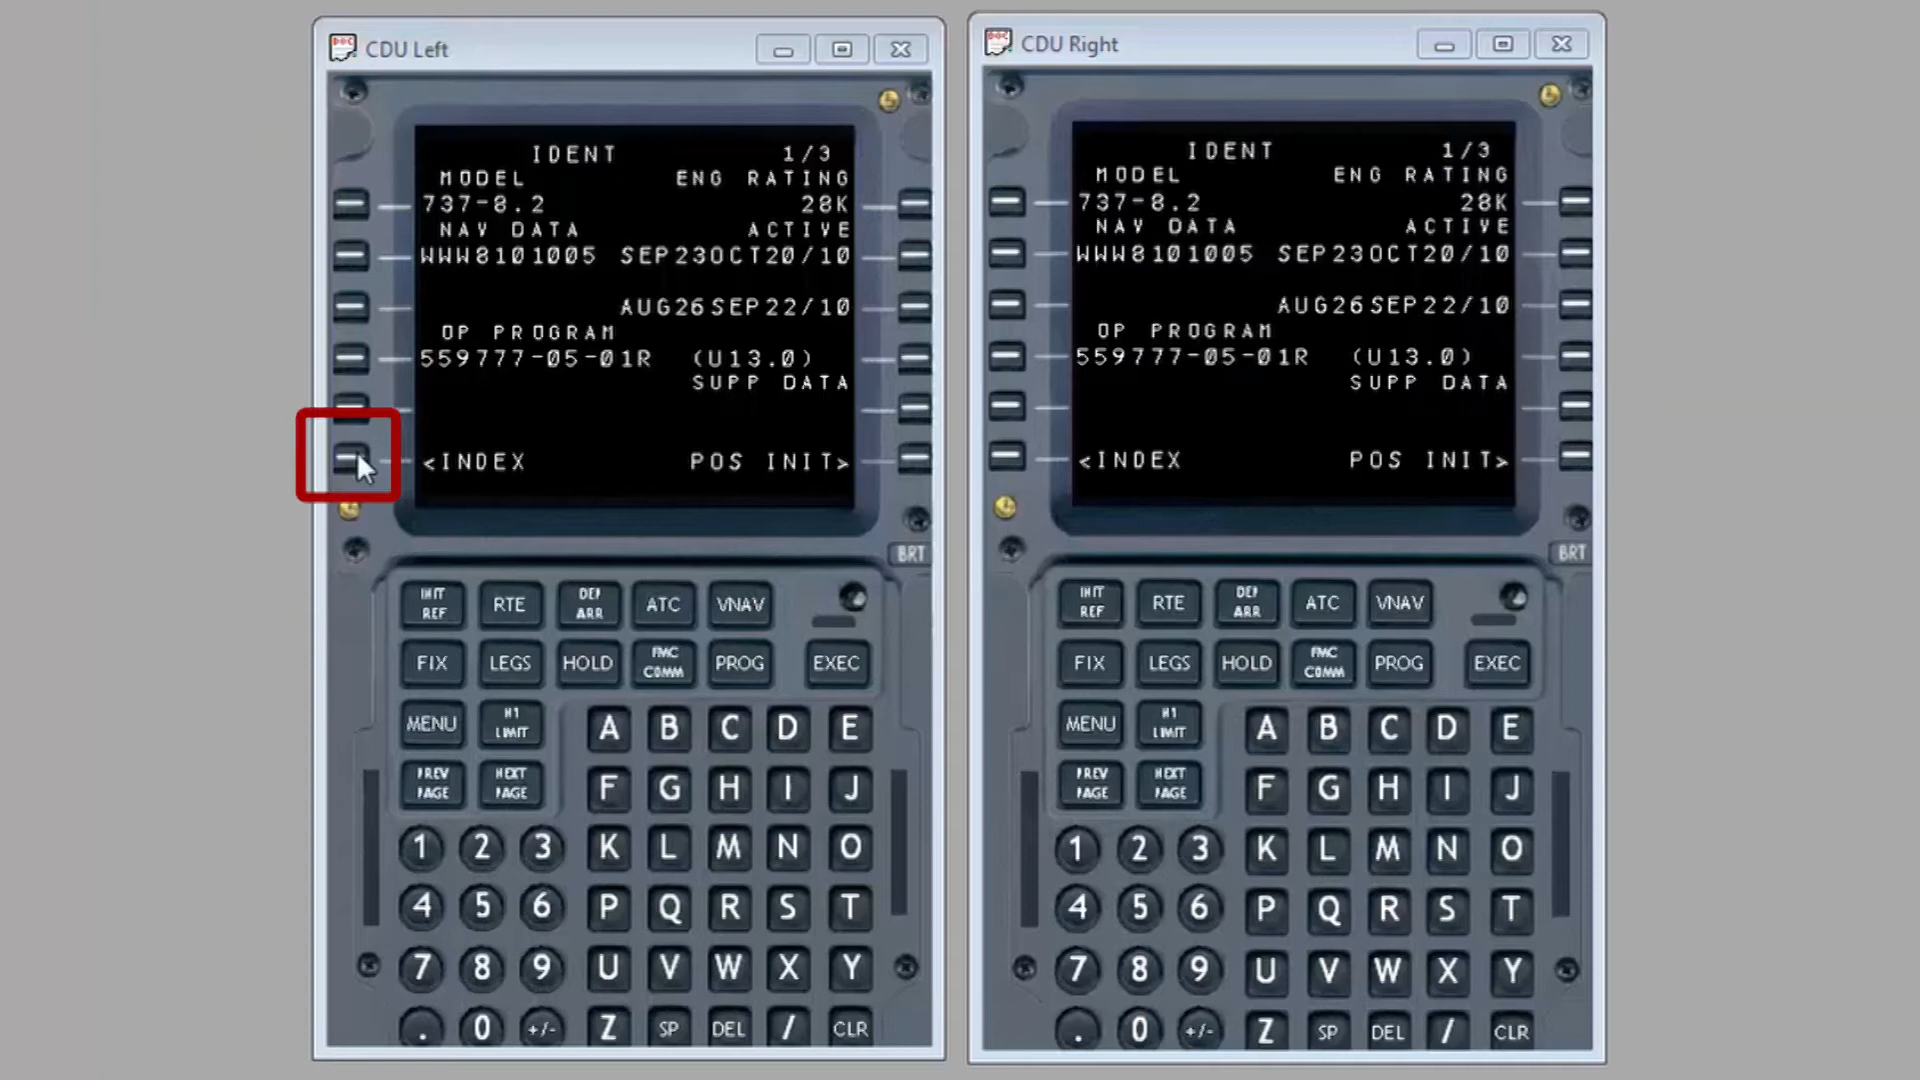 CDU Left
IDENT 1/3
MODEL ENG RATING
737-8.2 28K
NAV DATA ACTIVE
WWW8101005 SEP23OCT20/10
AUG26SEP22/10
OP PROGRAM
559777-05-01R (U13.0)
SUPP DATA
<INDEX POS INIT>
BRT
INIT REF RTE DEP ARR ATC VNAV
FIX LEGS HOLD FMC COMM PROG EXEC
MENU N1 LIMIT A B C D E
PREV PAGE NEXT PAGE F G H I J
1 2 3 K L M N O
4 5 6 P Q R S T
7 8 9 U V W X Y
. 0 +/- Z SP DEL / CLR
CDU Right
IDENT 1/3
MODEL ENG RATING
737-8.2 28K
NAV DATA ACTIVE
WWW8101005 SEP23OCT20/10
AUG26SEP22/10
OP PROGRAM
559777-05-01R (U13.0)
SUPP DATA
<INDEX POS INIT>
BRT
INIT REF RTE DEP ARR ATC VNAV
FIX LEGS HOLD FMC COMM PROG EXEC
MENU N1 LIMIT A B C D E
PREV PAGE NEXT PAGE F G H I J
1 2 3 K L M N O
4 5 6 P Q R S T
7 8 9 U V W X Y
. 0 +/- Z SP DEL / CLR